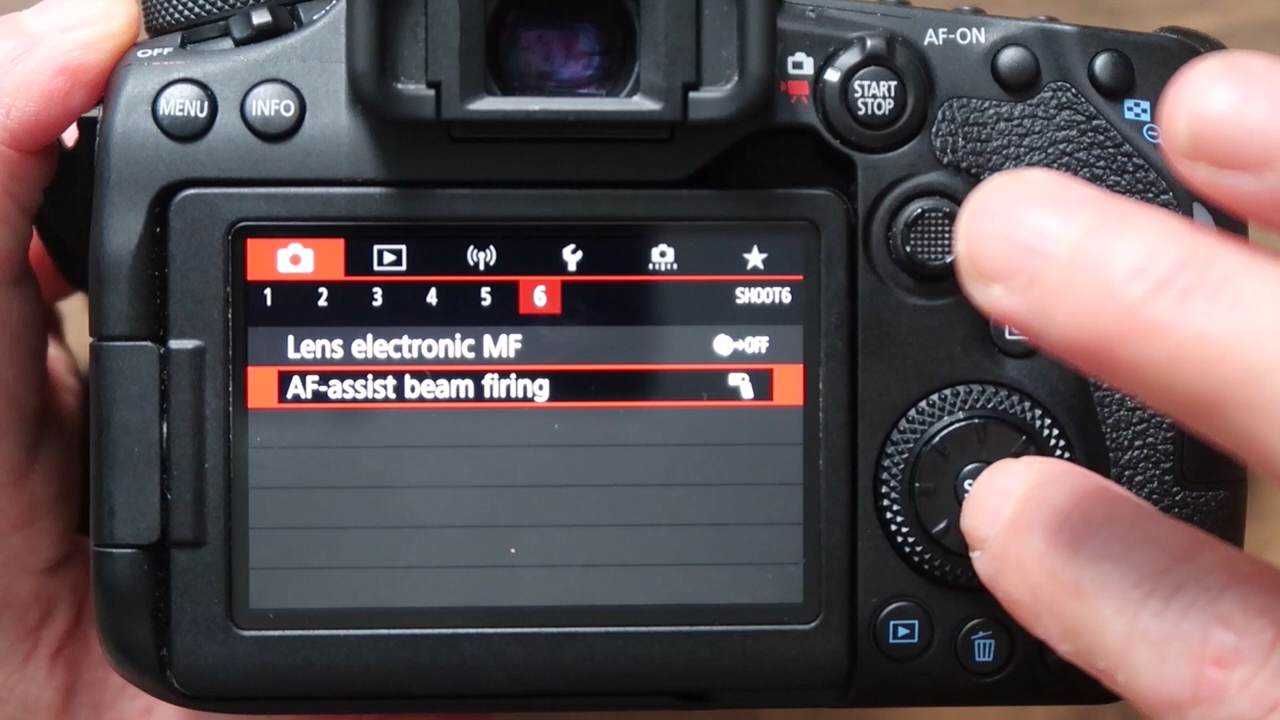 OFF
AF-ON
MENU
INFO
START
STOP
1 2 3 4 5 6 SHOOT6
Lens electronic MF →OFF
AF-assist beam firing